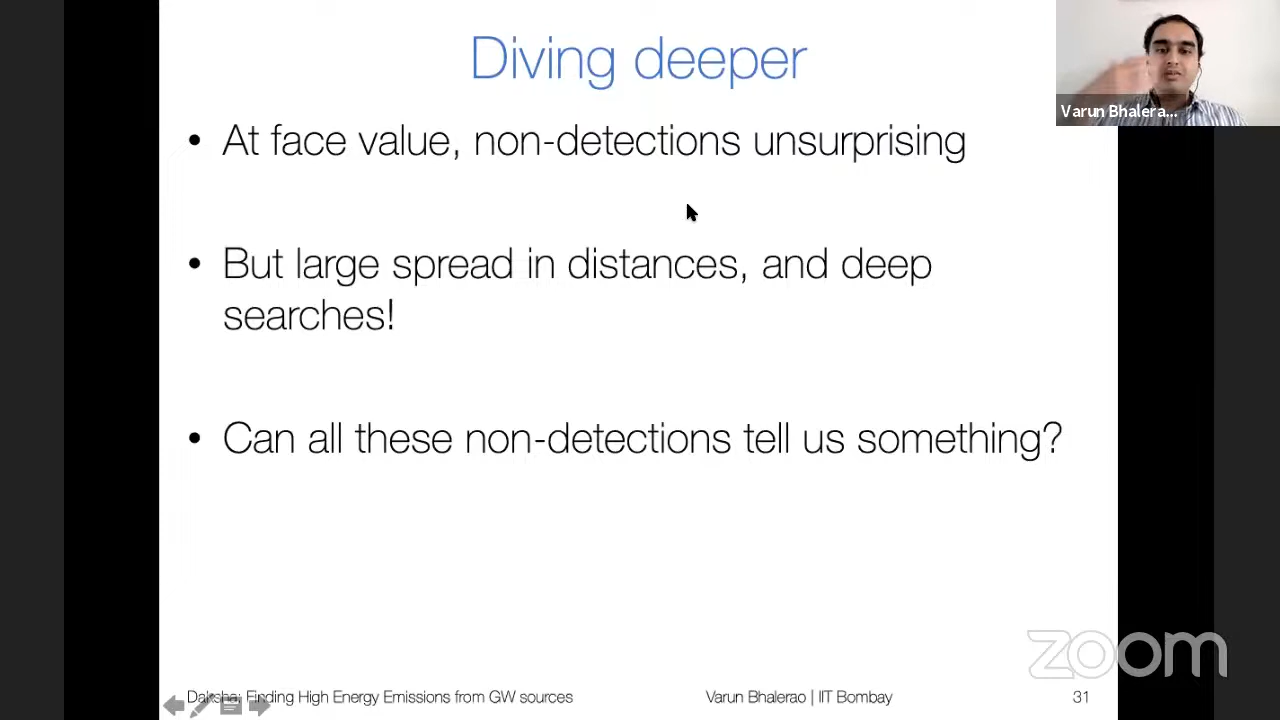 Diving deeper
Varun Bhalera...
• At face value, non-detections unsurprising
• But large spread in distances, and deep
searches!
• Can all these non-detections tell us something?
zoom
Daksha: Finding High Energy Emissions from GW sources
Varun Bhalerao | IIT Bombay
31